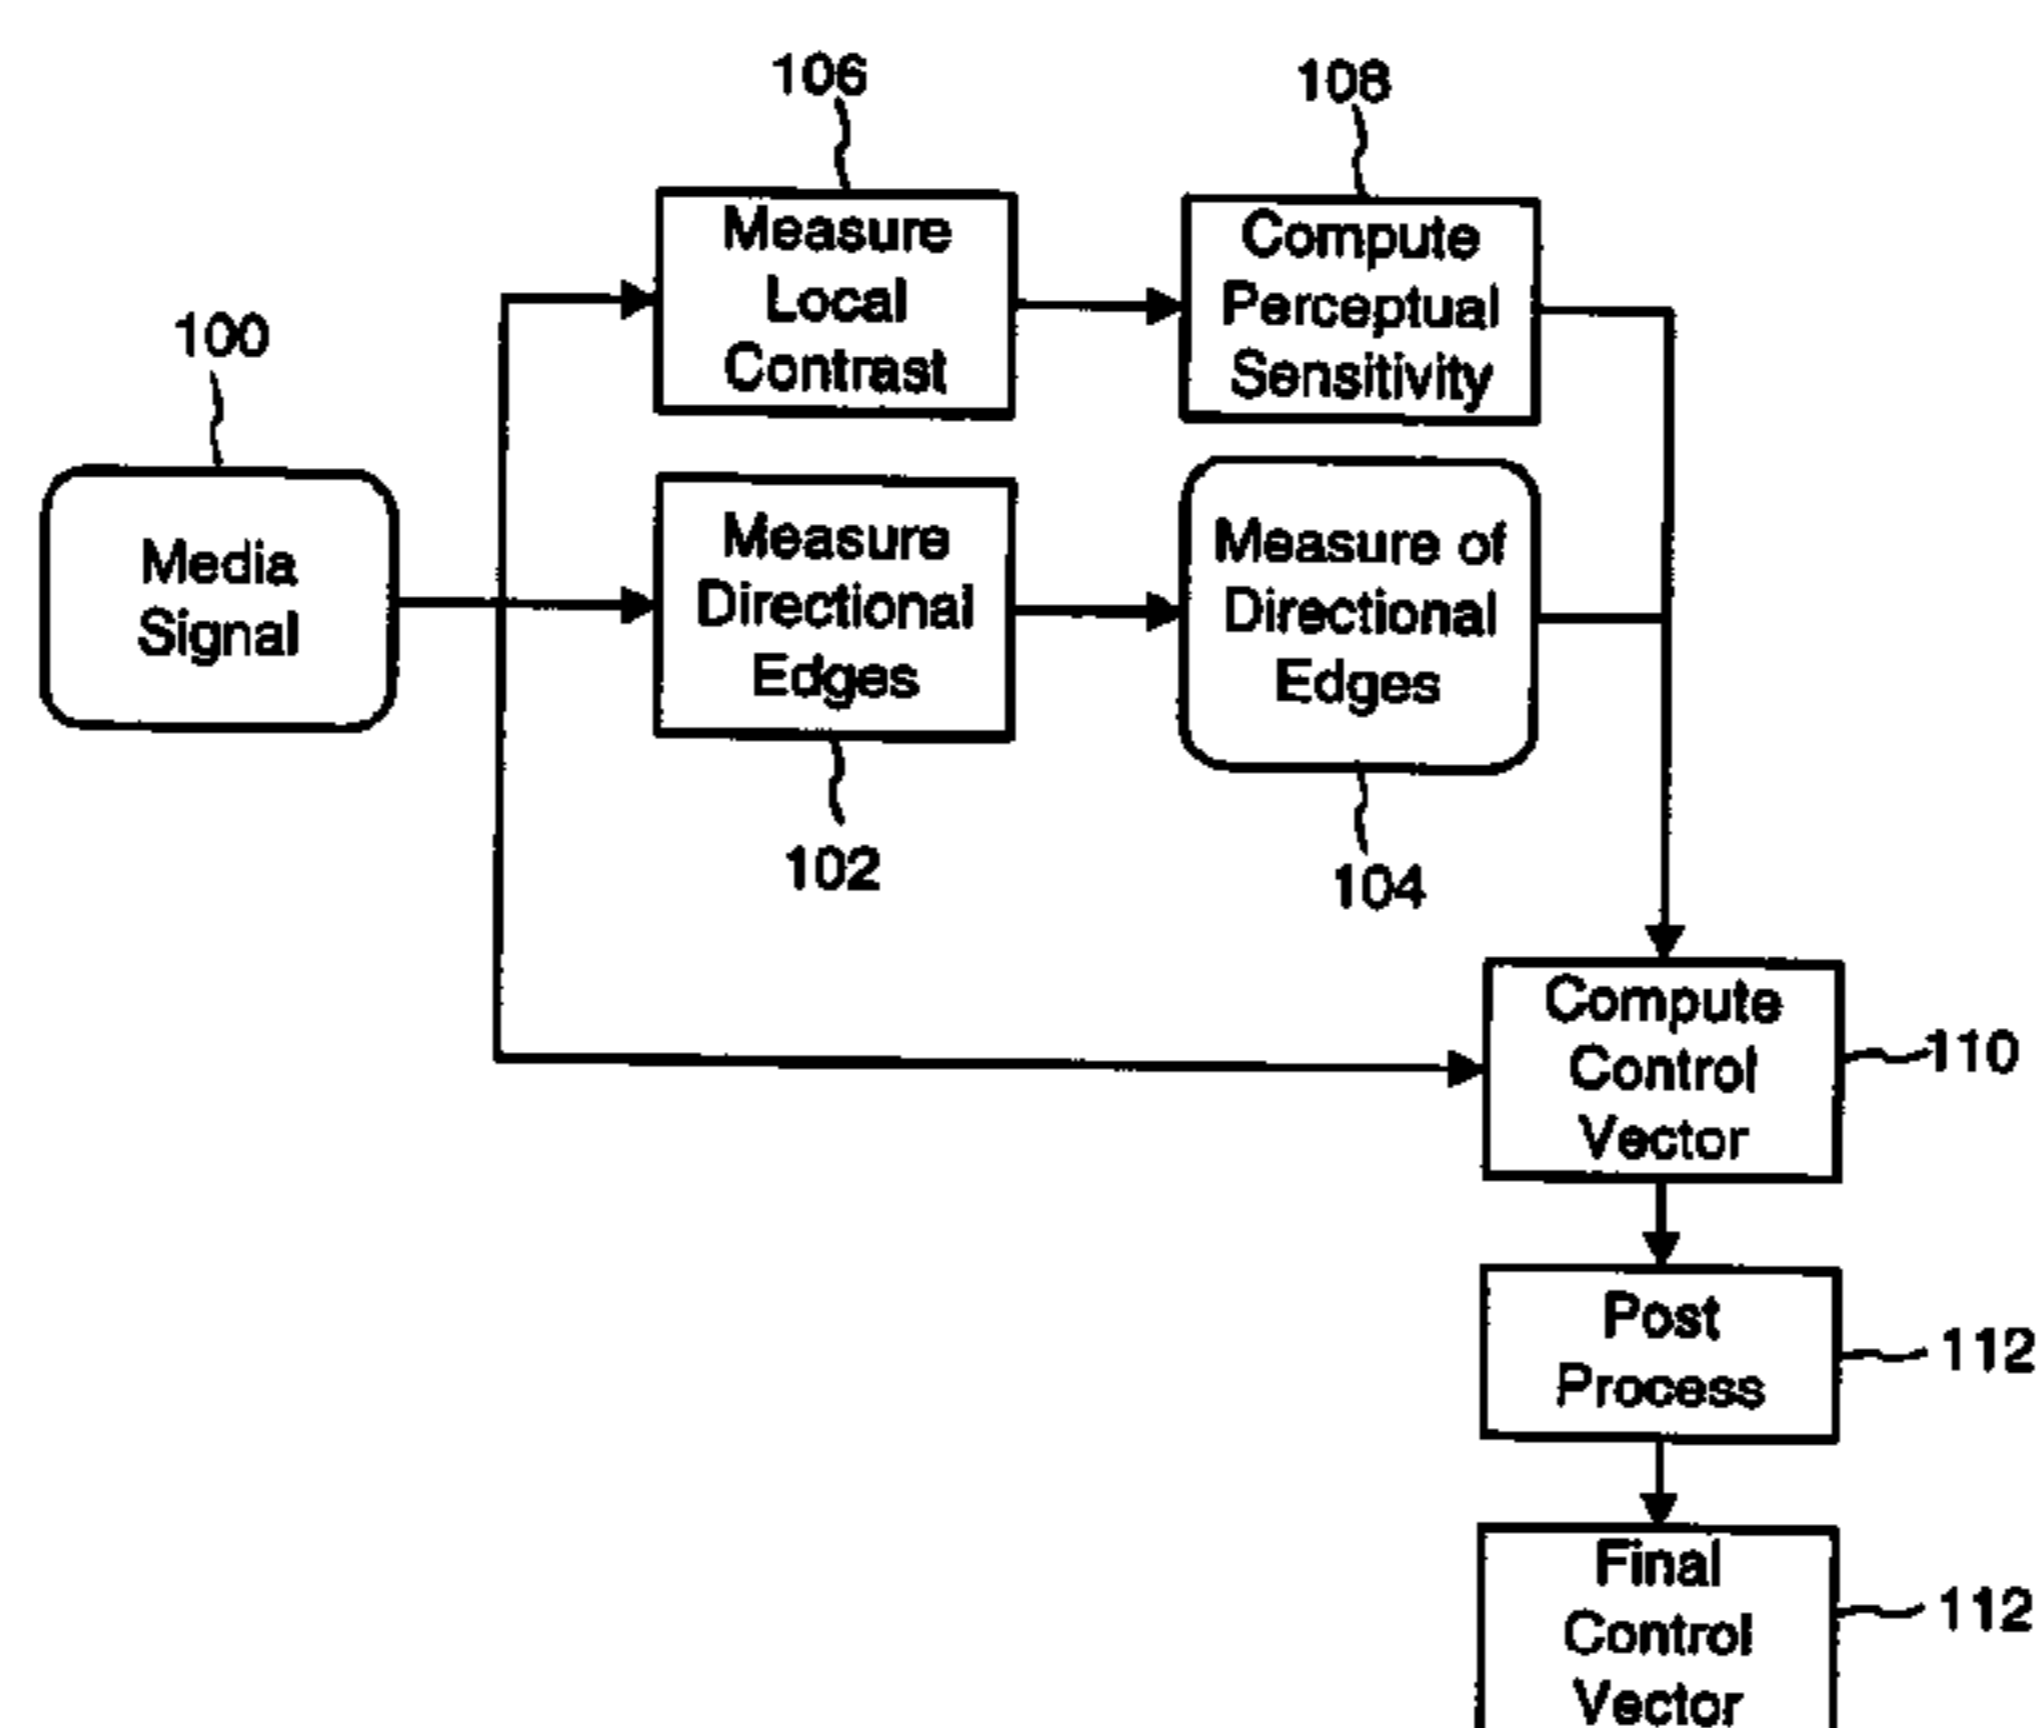 106
108
Measure
Local
Contrast
Compute
Perceptual
Sensitivity
100
Media
Signal
Measure
Directional
Edges
Measure of
Directional
Edges
102
104
Compute
Control
Vector
110
Post
Process
112
Final
Control
Vector
112